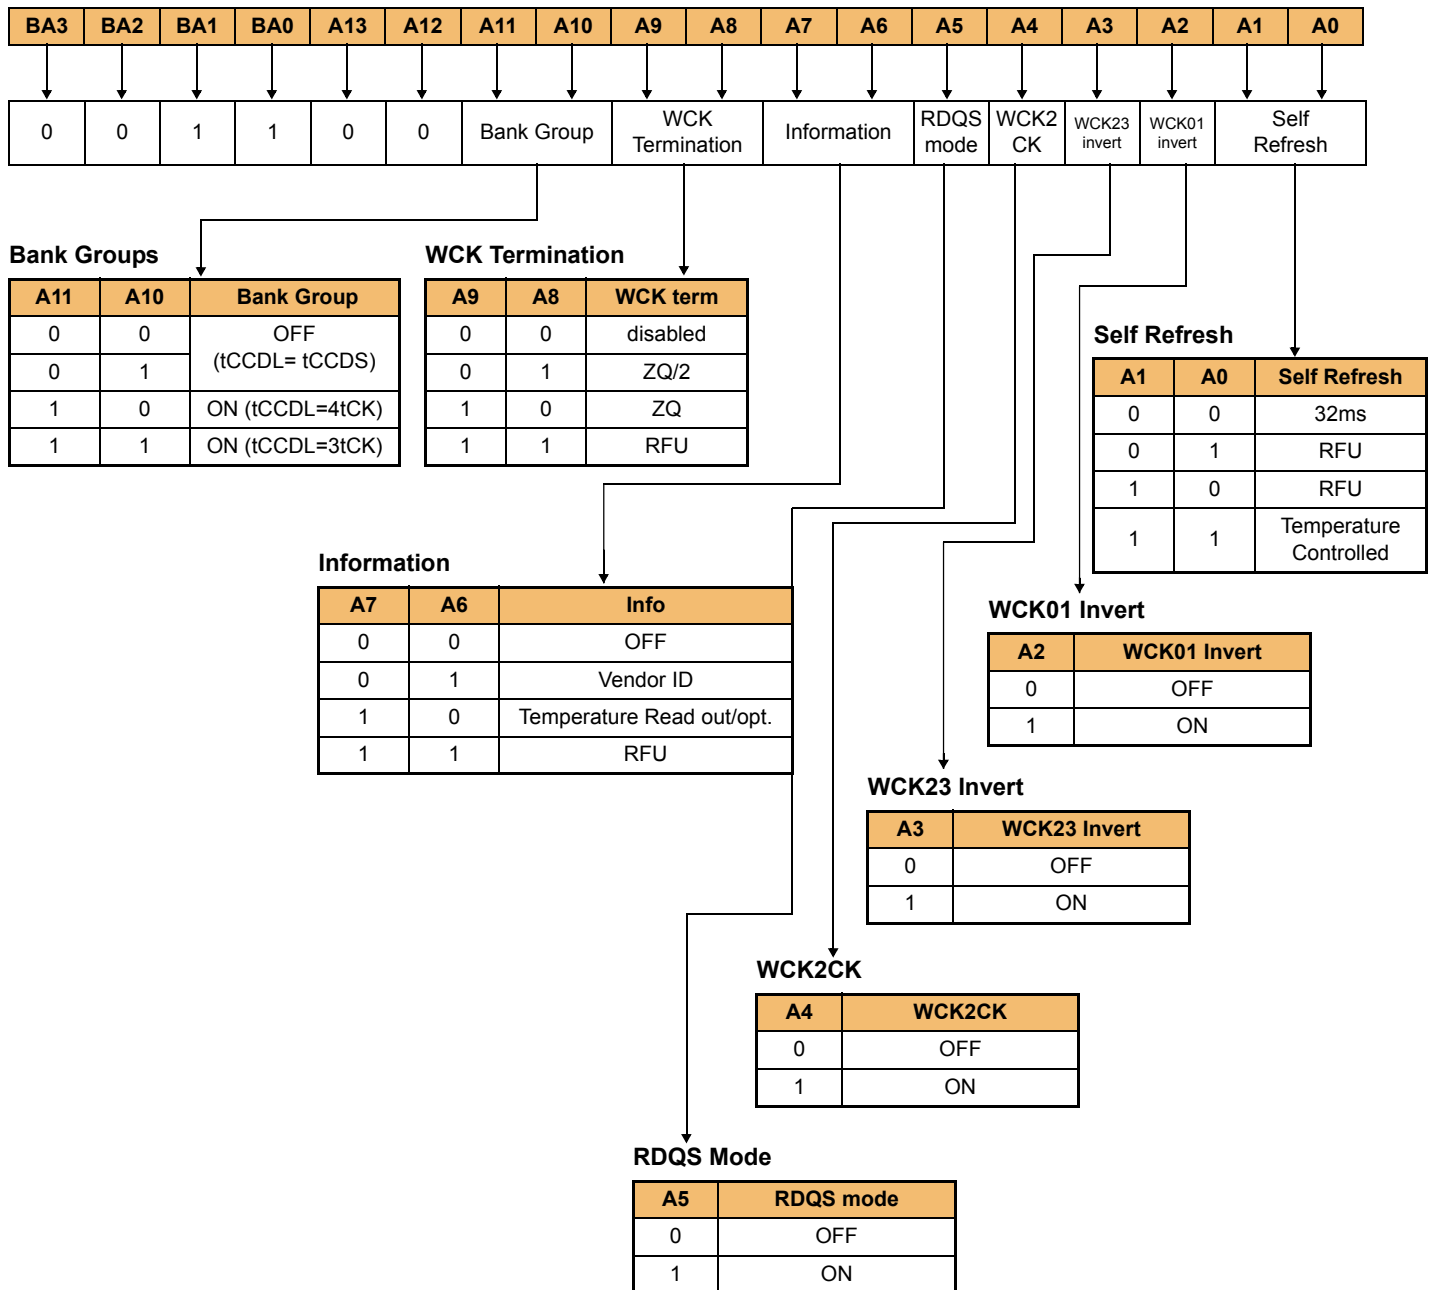 BA3 BA2 BA1 BA0 A13 A12 A11 A10 A9 A8 A7 A6 A5 A4 A3 A2 A1 A0
0 0 1 1 0 0 Bank Group WCK Termination Information RDQS mode WCK2 CK WCK23 invert WCK01 invert Self Refresh
Bank Groups
A11 A10 Bank Group
0 0 OFF
(tCCDL= tCCDS)
0 1
1 0 ON (tCCDL=4tCK)
1 1 ON (tCCDL=3tCK)
WCK Termination
A9 A8 WCK term
0 0 disabled
0 1 ZQ/2
1 0 ZQ
1 1 RFU
Self Refresh
A1 A0 Self Refresh
0 0 32ms
0 1 RFU
1 0 RFU
1 1 Temperature
Controlled
Information
A7 A6 Info
0 0 OFF
0 1 Vendor ID
1 0 Temperature Read out/opt.
1 1 RFU
WCK01 Invert
A2 WCK01 Invert
0 OFF
1 ON
WCK23 Invert
A3 WCK23 Invert
0 OFF
1 ON
WCK2CK
A4 WCK2CK
0 OFF
1 ON
RDQS Mode
A5 RDQS mode
0 OFF
1 ON